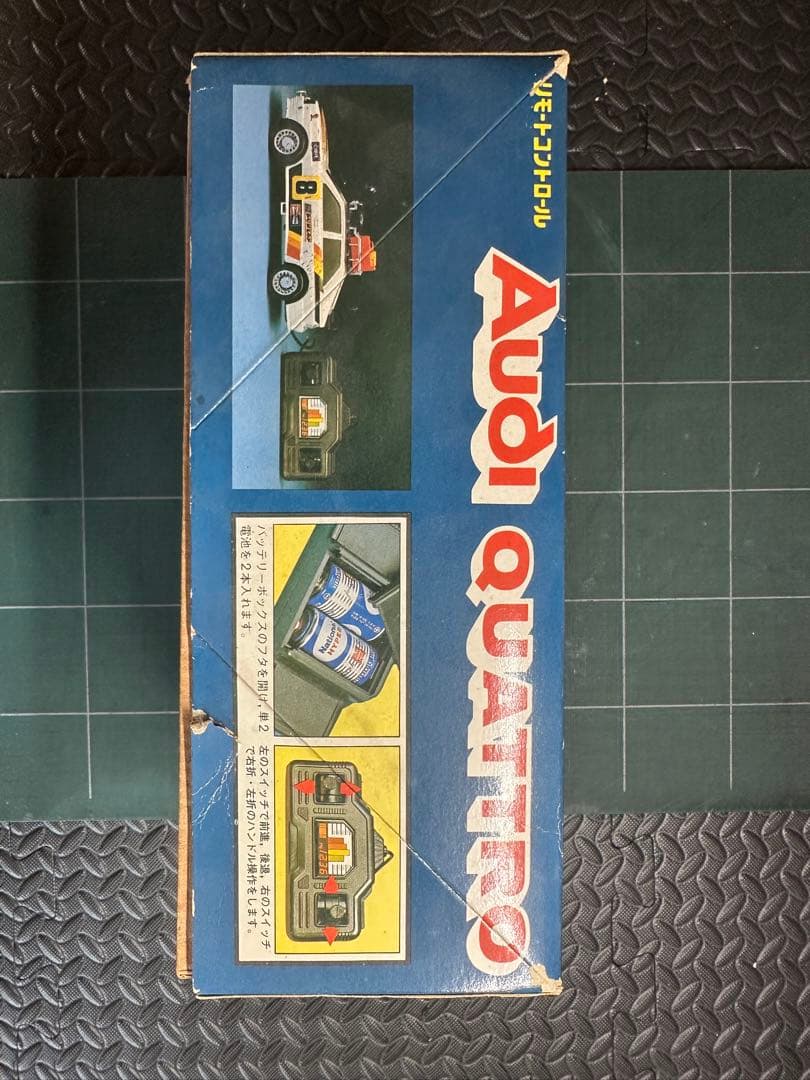 リモートコントロール
AUDI QUATTRO
8
National
HYPER
バッテリーボックスのフタを開け、単2
電池を2本入れます。
左のスイッチで前進、後退、右のスイッチ
で右折・左折のハンドル操作をします。